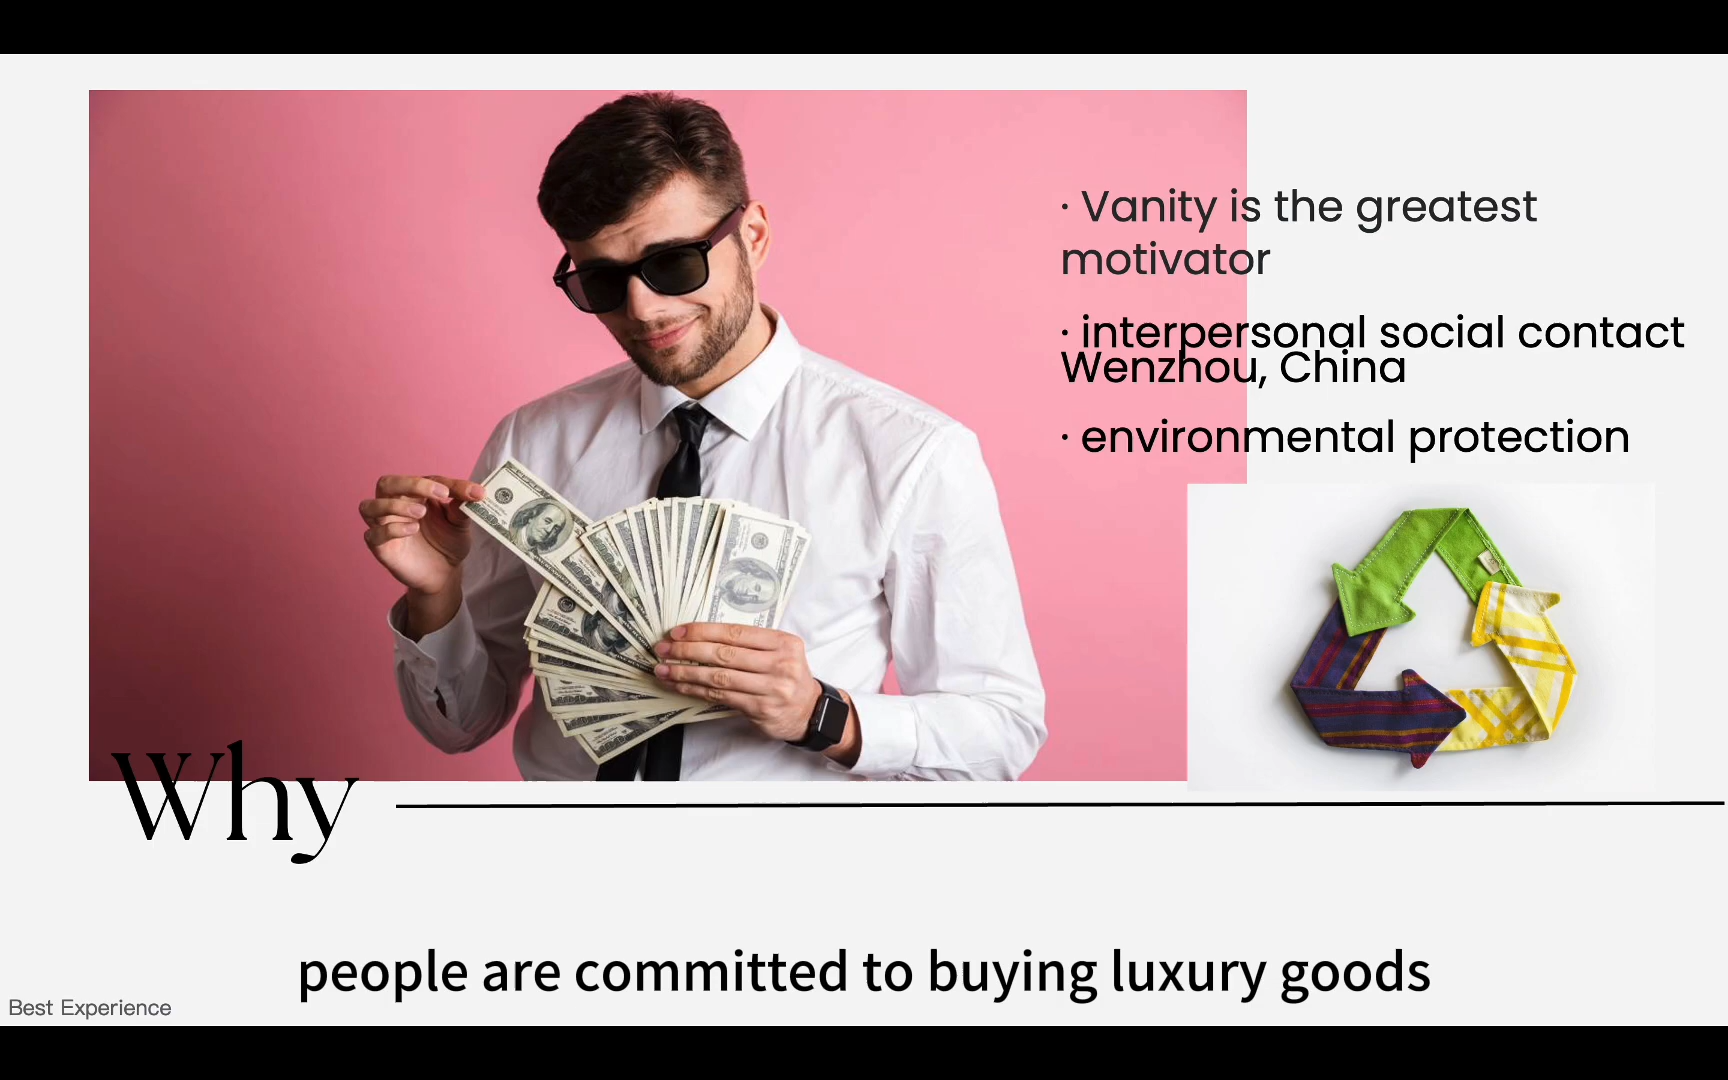 · Vanity is the greatest
motivator
· interpersonal social contact
Wenzhou, China
· environmental protection
Why
people are committed to buying luxury goods
Best Experience